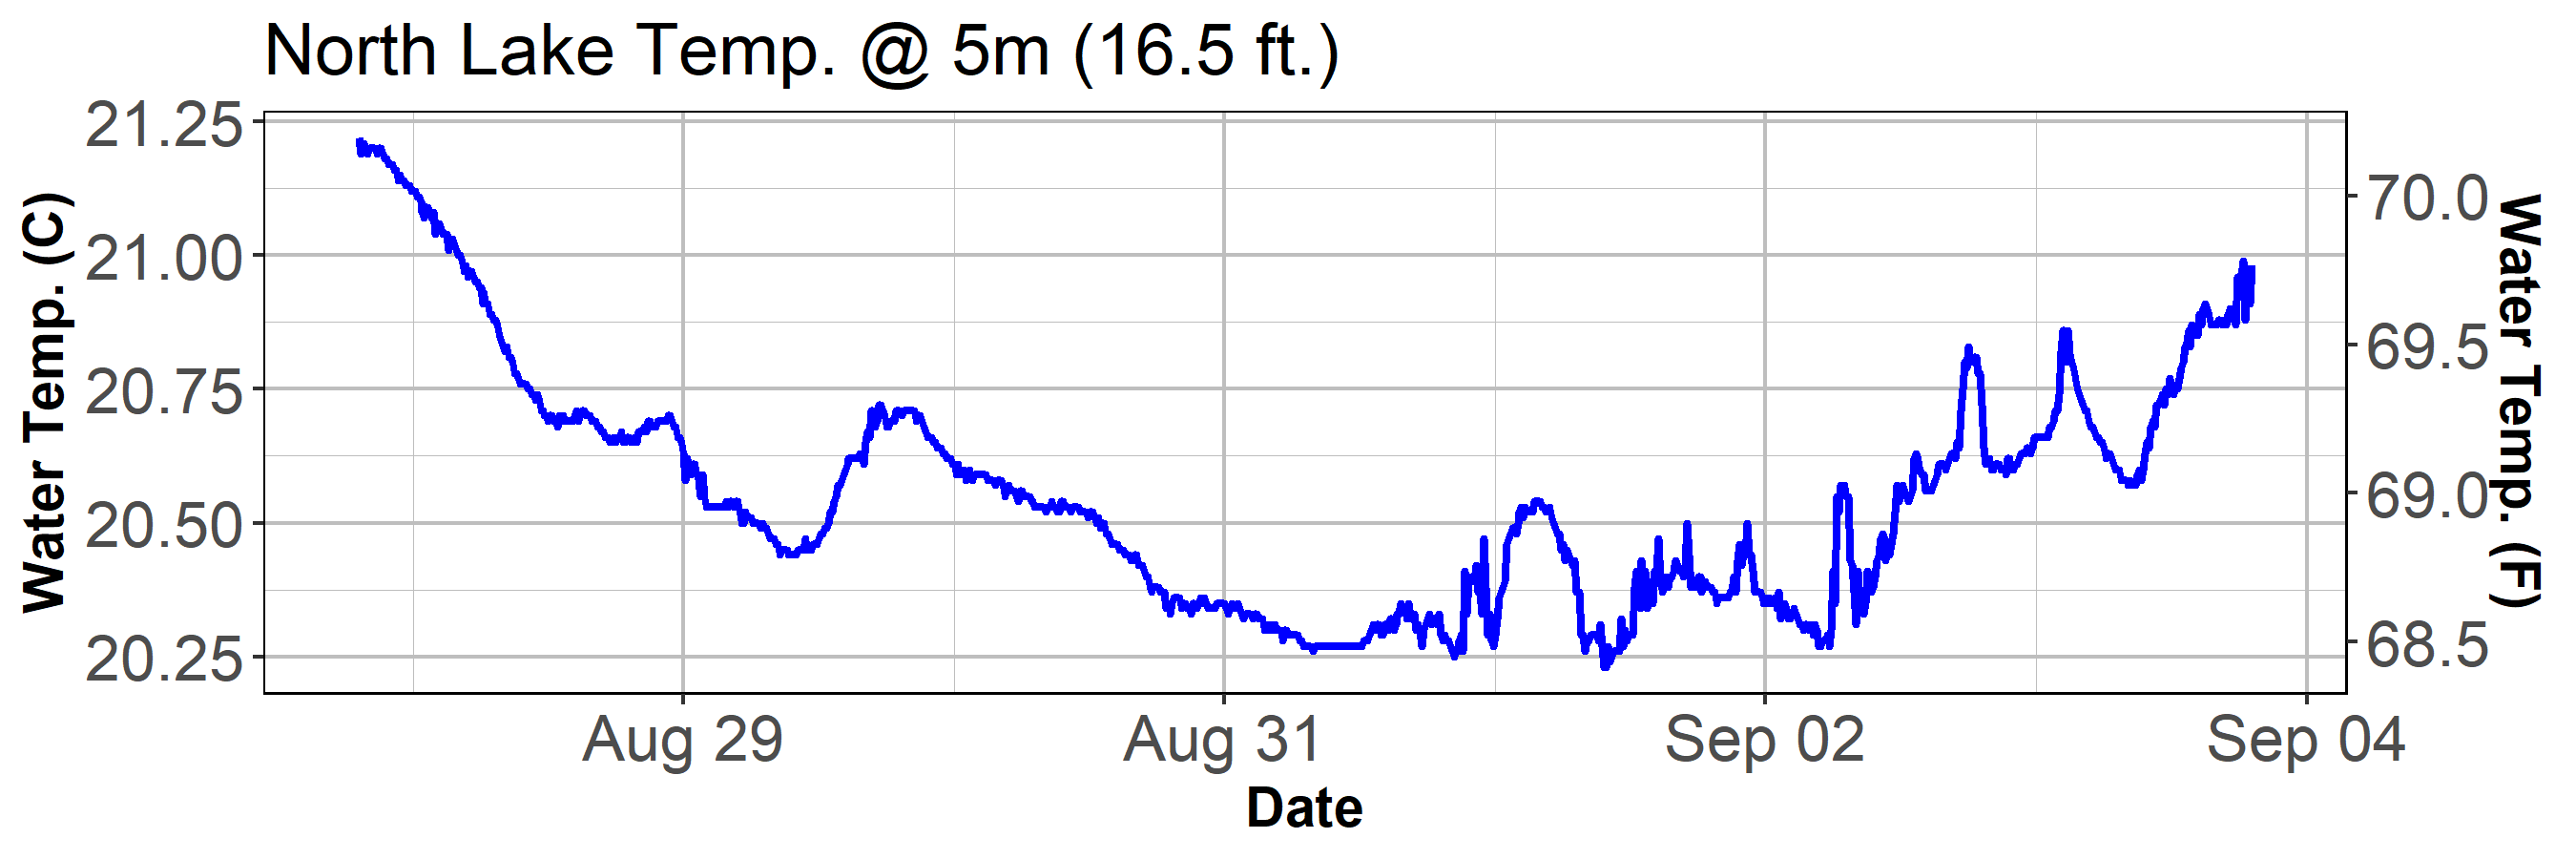 North Lake Temp. @ 5m (16.5 ft.)
Water Temp. (C)
21.25
21.00
20.75
20.50
20.25
70.0
69.5
69.0
68.5
Water Temp. (F)
Aug 29 Aug 31 Sep 02 Sep 04
Date